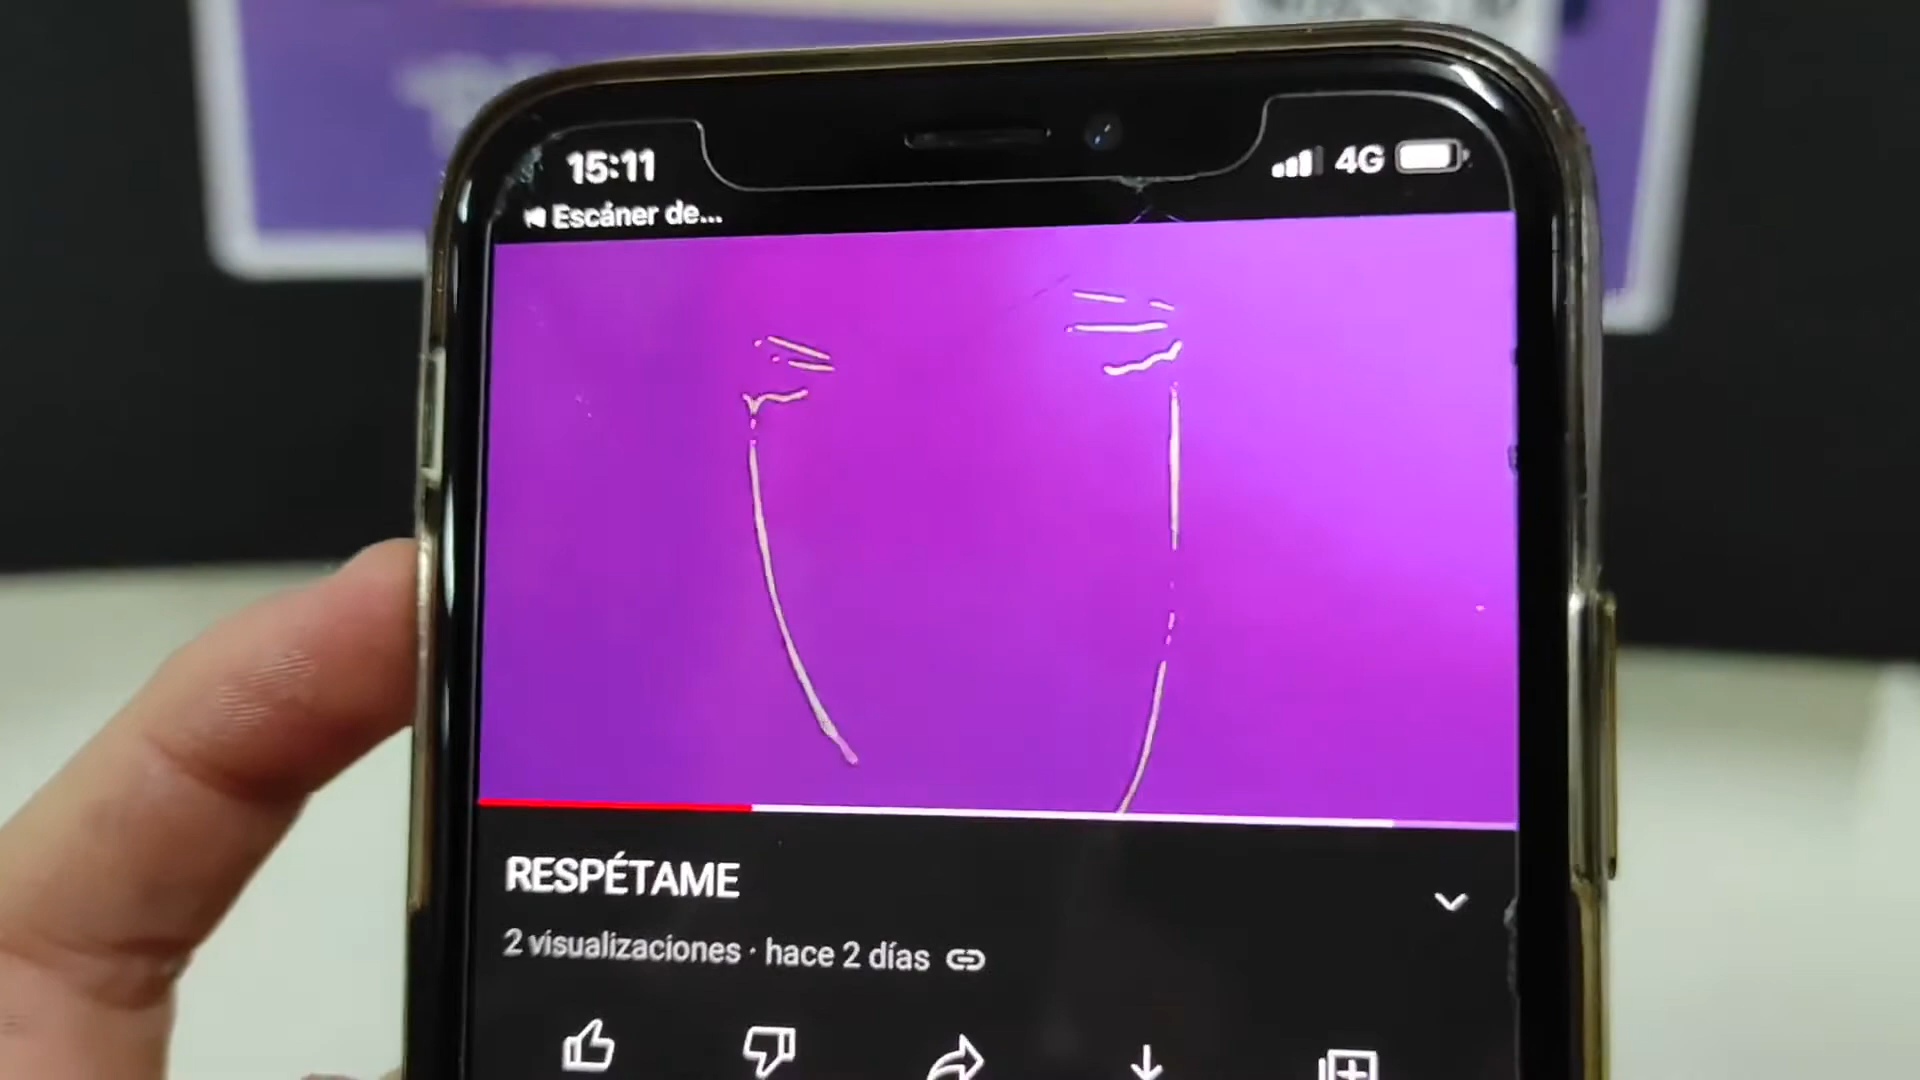 15:11
4G
Escáner de...
RESPÉTAME
2 visualizaciones · hace 2 días